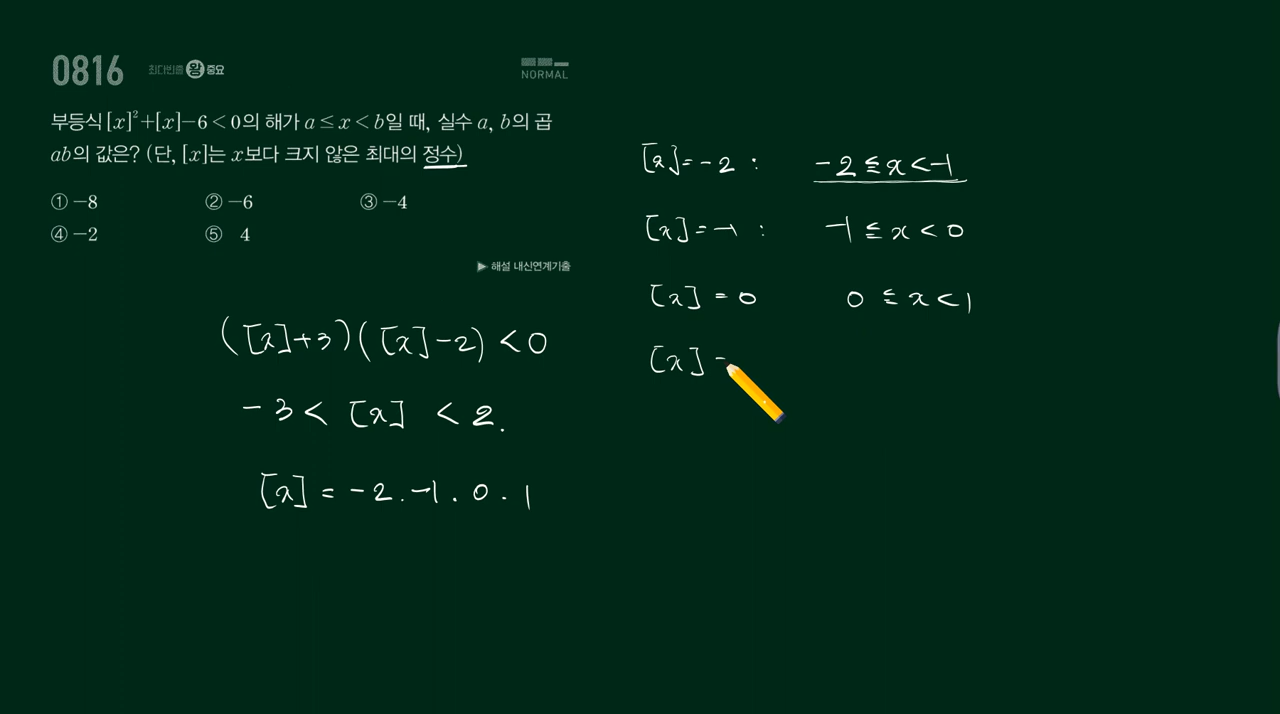 0816 최다빈출 왕 중요
NORMAL
부등식 [x]²+[x]−6<0의 해가 a≤x<b일 때, 실수 a, b의 곱
ab의 값은? (단, [x]는 x보다 크지 않은 최대의 정수)
① −8 ② −6 ③ −4
④ −2 ⑤ 4
▶ 해설 내신연계기출
([x]+3)([x]−2)<0
−3<[x]<2.
[x]=−2.−1.0.1
[x]=−2 : −2≦x<−1
[x]=−1 : −1≦x<0
[x]=0 0≦x<1
[x]=